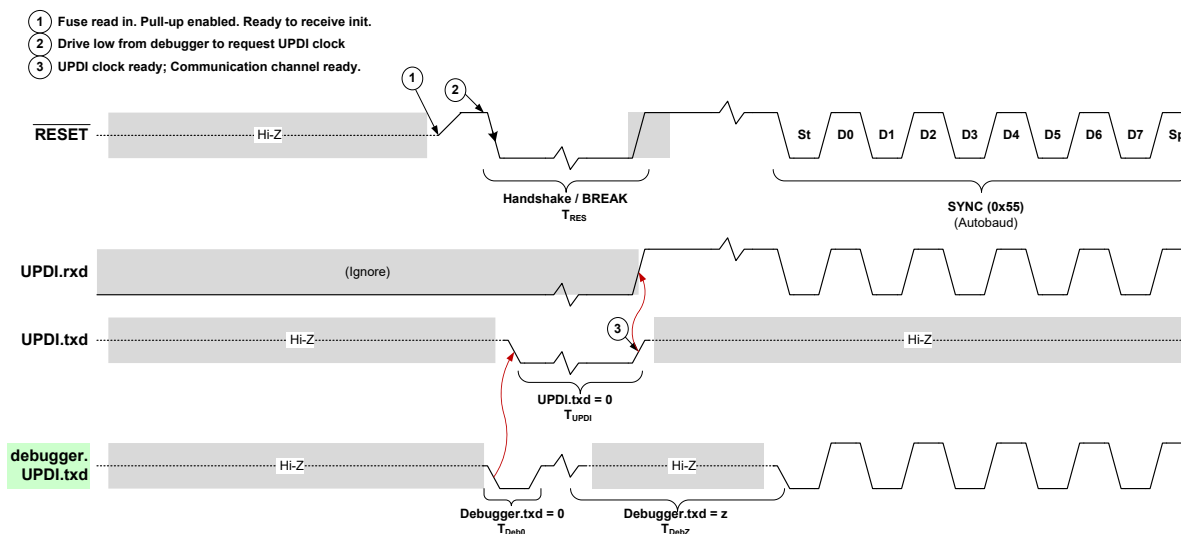 1 Fuse read in. Pull-up enabled. Ready to receive init.
2 Drive low from debugger to request UPDI clock
3 UPDI clock ready; Communication channel ready.
1
2
RESET
Hi-Z
St D0 D1 D2 D3 D4 D5 D6 D7 Sp
Handshake / BREAK
TRES
SYNC (0x55)
(Autobaud)
UPDI.rxd
(Ignore)
3
UPDI.txd
Hi-Z
Hi-Z
UPDI.txd = 0
TUPDI
debugger.
UPDI.txd
Hi-Z
Hi-Z
Debugger.txd = 0
TDeb0
Debugger.txd = z
TDebZ